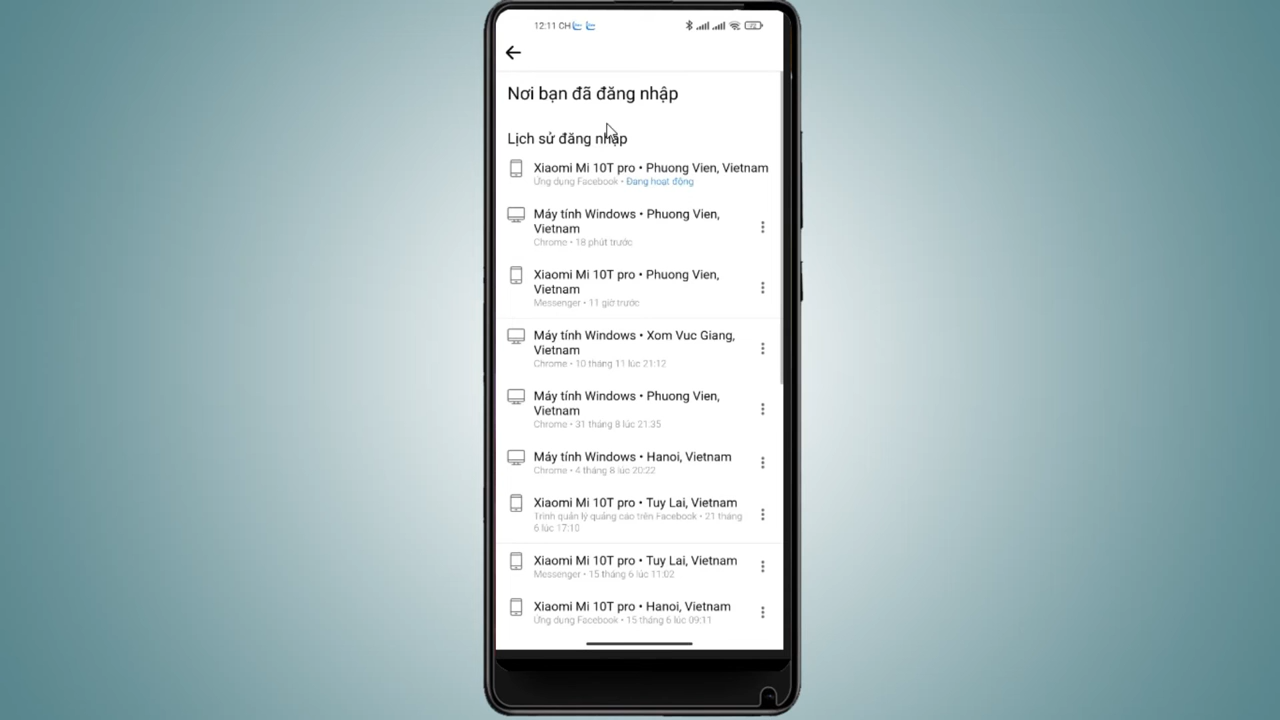 12:11 CH
Nơi bạn đã đăng nhập
Lịch sử đăng nhập
Xiaomi Mi 10T pro • Phuong Vien, Vietnam
Ứng dụng Facebook • Đang hoạt động
Máy tính Windows • Phuong Vien,
Vietnam
Chrome • 18 phút trước
Xiaomi Mi 10T pro • Phuong Vien,
Vietnam
Messenger • 11 giờ trước
Máy tính Windows • Xom Vuc Giang,
Vietnam
Chrome • 10 tháng 11 lúc 21:12
Máy tính Windows • Phuong Vien,
Vietnam
Chrome • 31 tháng 8 lúc 21:35
Máy tính Windows • Hanoi, Vietnam
Chrome • 4 tháng 8 lúc 20:22
Xiaomi Mi 10T pro • Tuy Lai, Vietnam
Trình quản lý quảng cáo trên Facebook • 21 tháng
6 lúc 17:10
Xiaomi Mi 10T pro • Tuy Lai, Vietnam
Messenger • 15 tháng 6 lúc 11:02
Xiaomi Mi 10T pro • Hanoi, Vietnam
Ứng dụng Facebook • 15 tháng 6 lúc 09:11